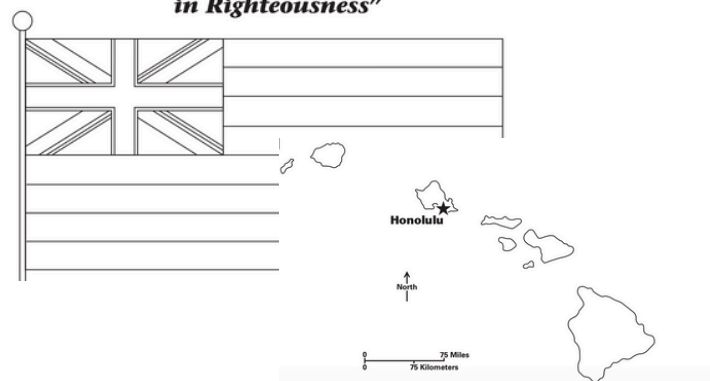 in Righteousness”
Honolulu
North
0 75 Miles
0 75 Kilometers